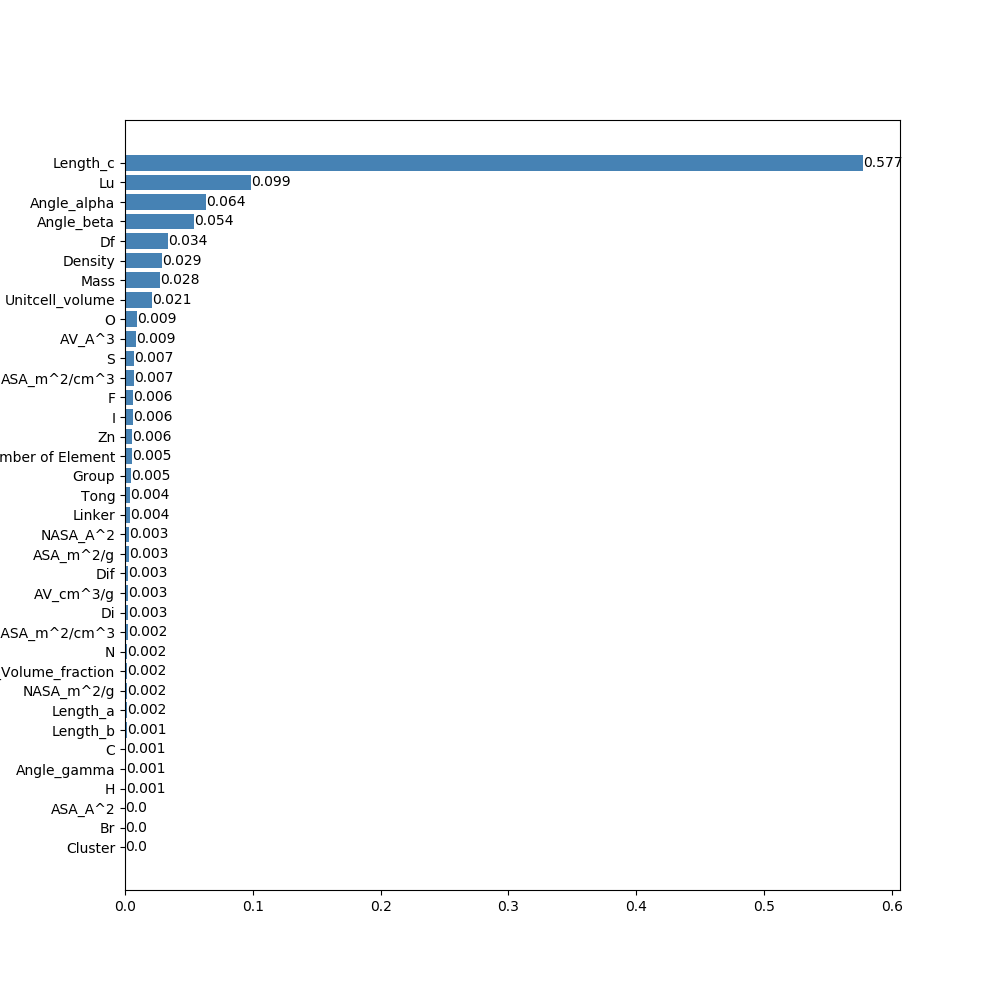 Length_c 0.577
Lu 0.099
Angle_alpha 0.064
Angle_beta 0.054
Df 0.034
Density 0.029
Mass 0.028
Unitcell_volume 0.021
O 0.009
AV_A^3 0.009
S 0.007
ASA_m^2/cm^3 0.007
F 0.006
I 0.006
Zn 0.006
mber of Element 0.005
Group 0.005
Tong 0.004
Linker 0.004
NASA_A^2 0.003
ASA_m^2/g 0.003
Dif 0.003
AV_cm^3/g 0.003
Di 0.003
ASA_m^2/cm^3 0.002
N 0.002
_Volume_fraction 0.002
NASA_m^2/g 0.002
Length_a 0.002
Length_b 0.001
C 0.001
Angle_gamma 0.001
H 0.001
ASA_A^2 0.0
Br 0.0
Cluster 0.0
0.0 0.1 0.2 0.3 0.4 0.5 0.6